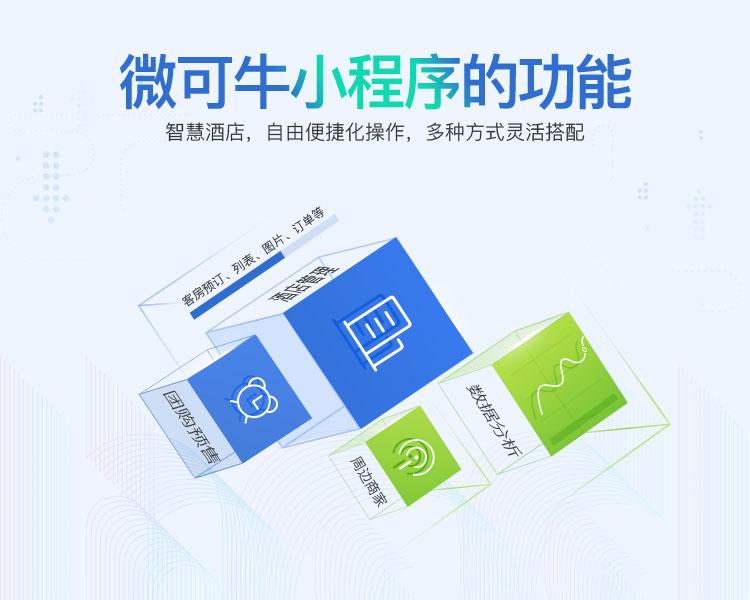 微可牛小程序的功能
智慧酒店，自由便捷化操作，多种方式灵活搭配
客房预订、列表、图片、订单等
酒店管理
团购预售
数据分析
周边商家